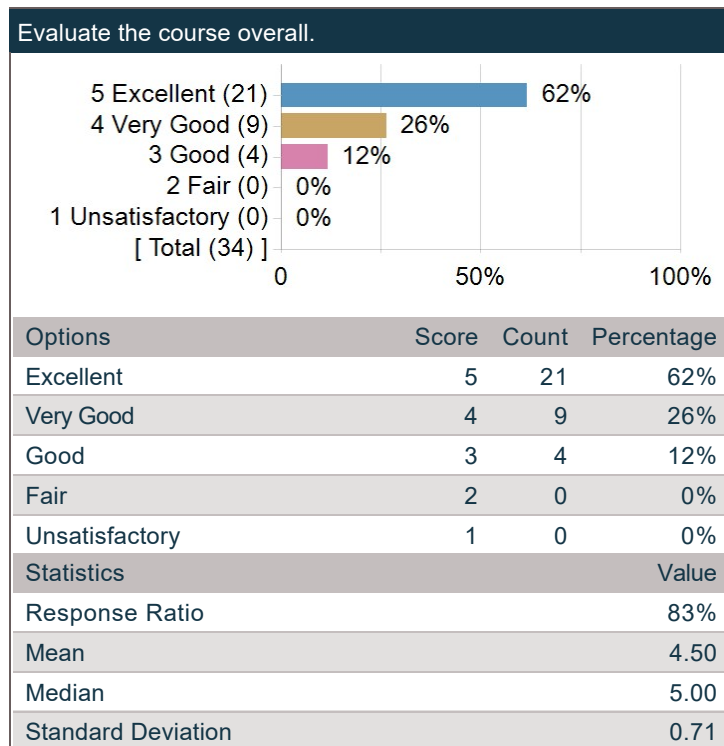 Evaluate the course overall.
5 Excellent (21) 62%
4 Very Good (9) 26%
3 Good (4) 12%
2 Fair (0) 0%
1 Unsatisfactory (0) 0%
[ Total (34) ]
0 50% 100%
Options Score Count Percentage
Excellent 5 21 62%
Very Good 4 9 26%
Good 3 4 12%
Fair 2 0 0%
Unsatisfactory 1 0 0%
Statistics Value
Response Ratio 83%
Mean 4.50
Median 5.00
Standard Deviation 0.71